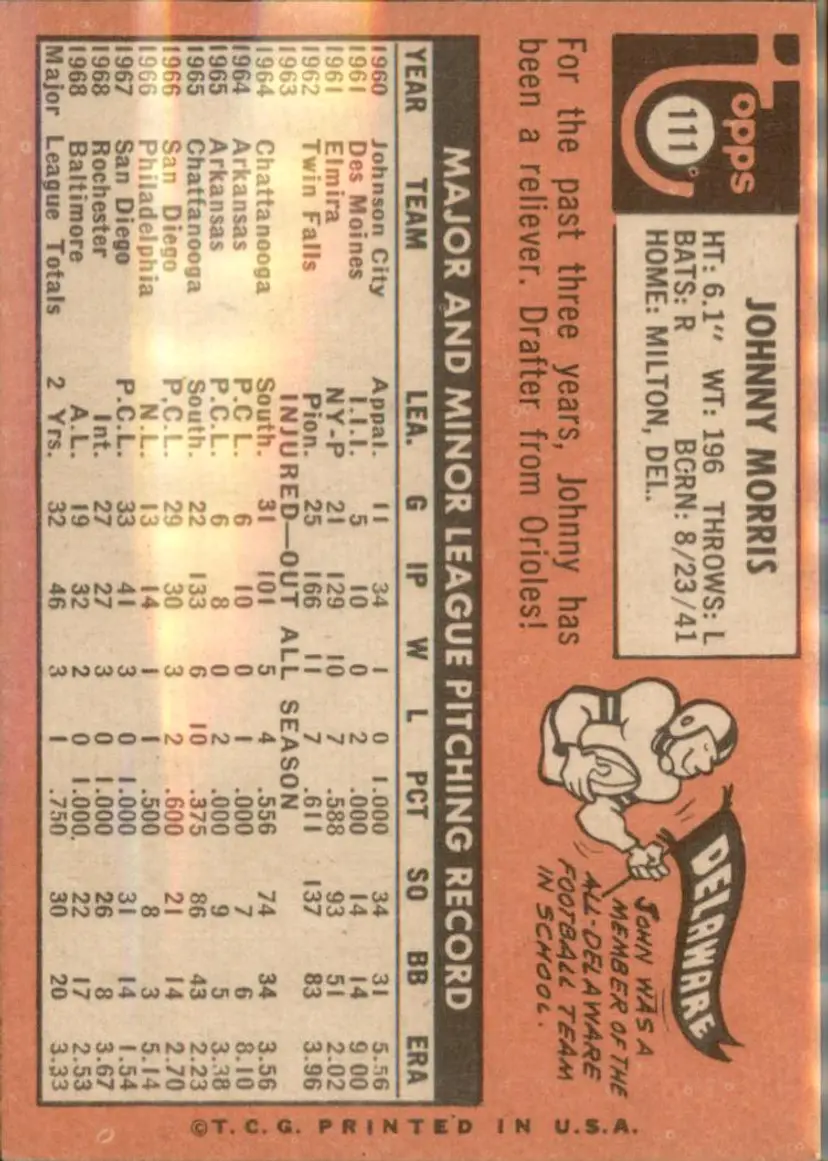 Topps
111
JOHNNY MORRIS
HT: 6.1" WT: 196 THROWS: L
BATS: R BORN: 8/23/41
HOME: MILTON, DEL.
For the past three years, Johnny has
been a reliever. Drafter from Orioles!
DELAWARE
JOHN WAS A
MEMBER OF THE
ALL-DELAWARE
FOOTBALL TEAM
IN SCHOOL.
MAJOR AND MINOR LEAGUE PITCHING RECORD
YEAR TEAM LEA. G IP W L PCT SO BB ERA
1960 Johnson City Appal. 11 34 1 0 1.000 34 31 5.56
1961 Des Moines I.I.I. 5 10 0 2 .000 14 14 9.00
1961 Elmira NY-P 21 129 10 7 .588 93 51 2.02
1962 Twin Falls Pion. 25 166 11 7 .611 137 83 3.96
1963 INJURED—OUT ALL SEASON
1964 Chattanooga South. 31 101 5 4 .556 74 34 3.56
1964 Arkansas P.C.L. 6 10 0 1 .000 7 6 8.10
1965 Arkansas P.C.L. 6 8 0 2 .000 9 5 3.38
1965 Chattanooga South. 22 133 6 10 .375 86 43 2.23
1966 San Diego P.C.L. 29 30 3 2 .600 21 14 2.70
1966 Philadelphia N.L. 13 14 1 1 .500 8 3 5.14
1967 San Diego P.C.L. 33 41 3 0 1.000 31 14 1.54
1968 Rochester Int. 27 27 3 0 1.000 26 8 3.67
1968 Baltimore A.L. 19 32 2 0 1.000. 22 17 2.53
Major League Totals 2 Yrs. 32 46 3 1 .750 30 20 3.33
©T.C.G. PRINTED IN U.S.A.